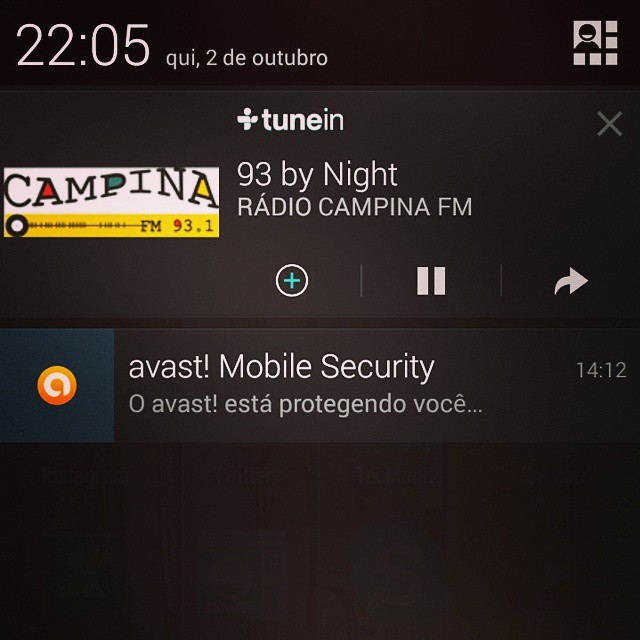 22:05 qui, 2 de outubro
tunein
CAMPINA
FM 93.1
93 by Night
RÁDIO CAMPINA FM
avast! Mobile Security 14:12
O avast! está protegendo você...